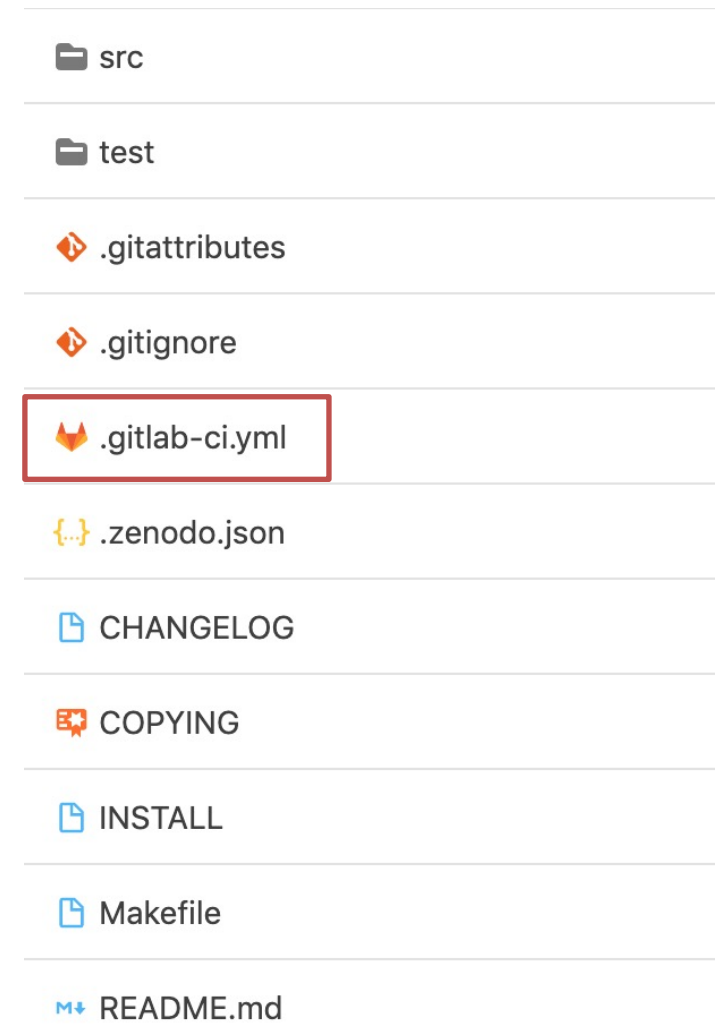 src
test
.gitattributes
.gitignore
.gitlab-ci.yml
{...} .zenodo.json
CHANGELOG
COPYING
INSTALL
Makefile
M README.md